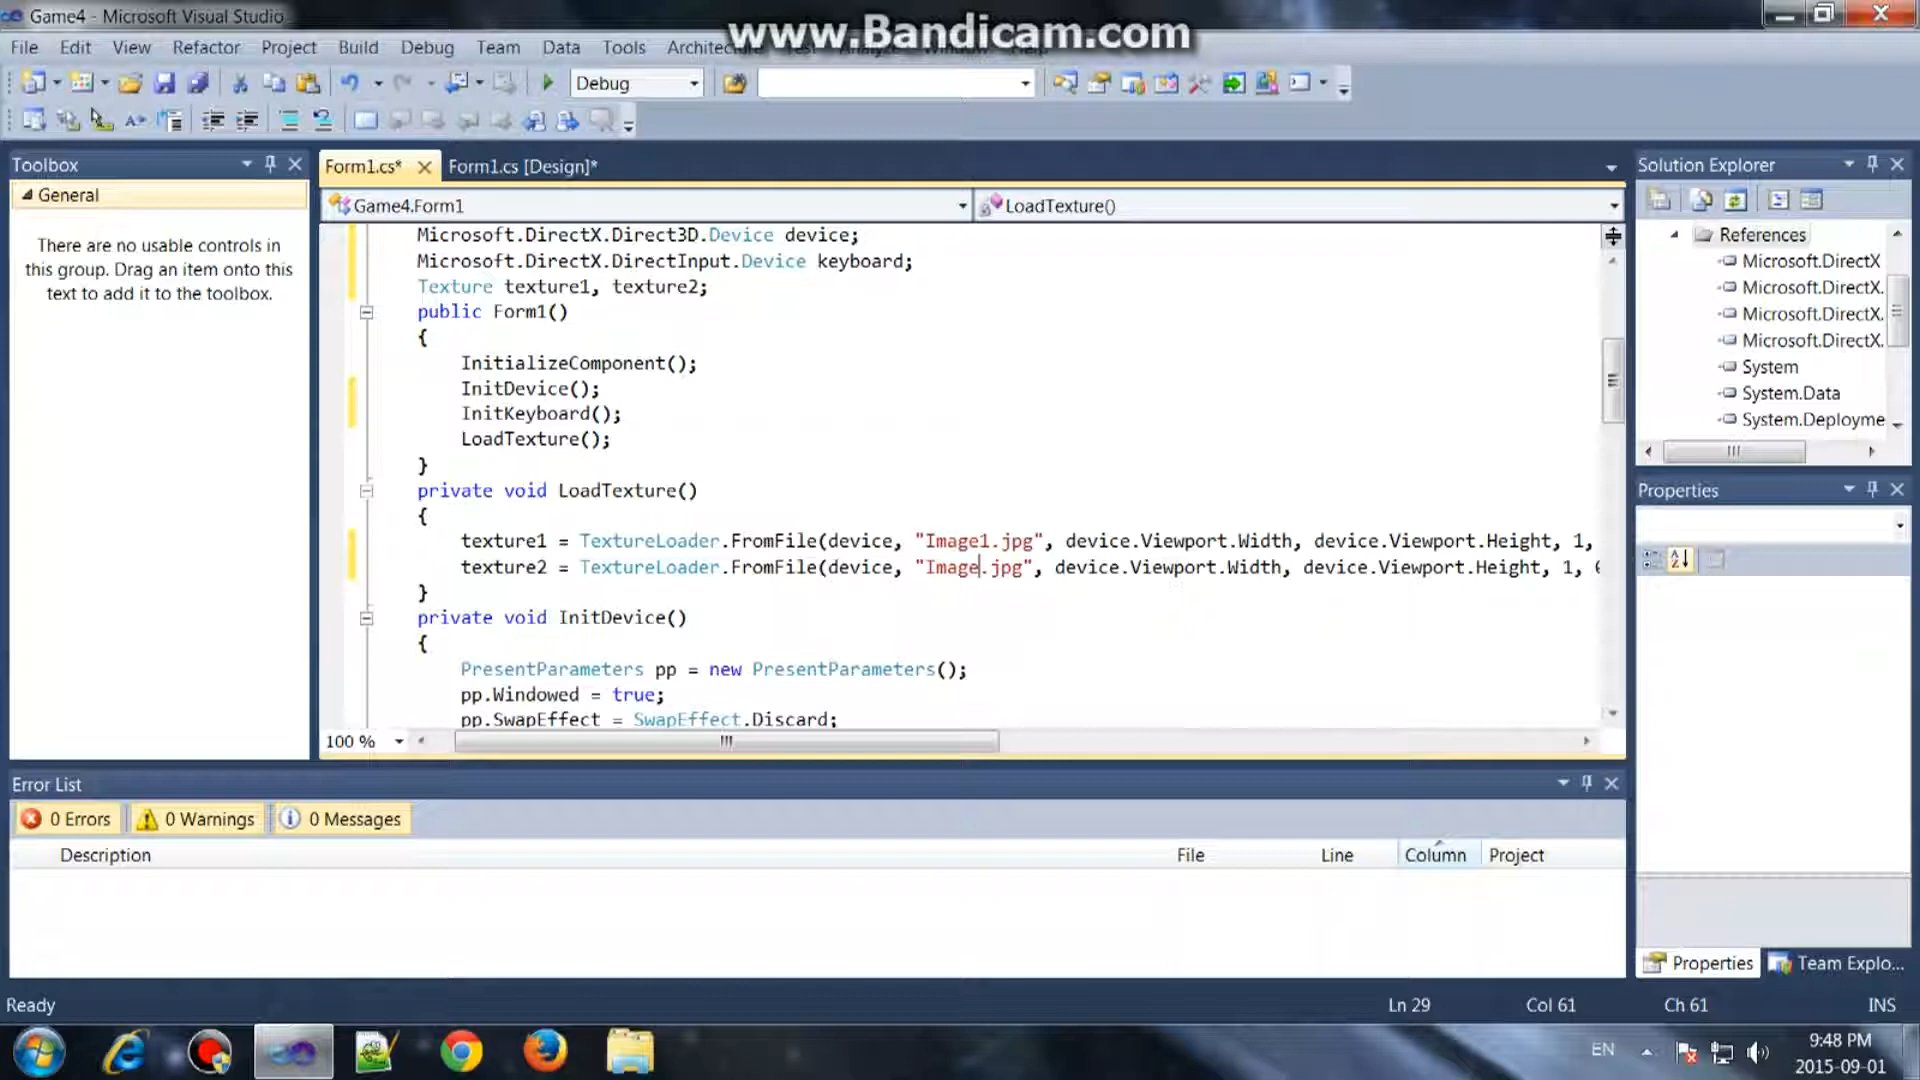 Game4 - Microsoft Visual Studio
www.Bandicam.com
File Edit View Refactor Project Build Debug Team Data Tools Architecture Test Analyze Window Help
Debug
Toolbox
General
There are no usable controls in
this group. Drag an item onto this
text to add it to the toolbox.
Form1.cs* Form1.cs [Design]*
Game4.Form1 LoadTexture()
Microsoft.DirectX.Direct3D.Device device;
Microsoft.DirectX.DirectInput.Device keyboard;
Texture texture1, texture2;
public Form1()
{
InitializeComponent();
InitDevice();
InitKeyboard();
LoadTexture();
}
private void LoadTexture()
{
texture1 = TextureLoader.FromFile(device, "Image1.jpg", device.Viewport.Width, device.Viewport.Height, 1,
texture2 = TextureLoader.FromFile(device, "Image.jpg", device.Viewport.Width, device.Viewport.Height, 1,
}
private void InitDevice()
{
PresentParameters pp = new PresentParameters();
pp.Windowed = true;
pp.SwapEffect = SwapEffect.Discard;
100 %
Solution Explorer
References
Microsoft.DirectX
Microsoft.DirectX.
Microsoft.DirectX.
Microsoft.DirectX.
System
System.Data
System.Deployme
Properties
Properties Team Explo...
Error List
0 Errors 0 Warnings 0 Messages
Description File Line Column Project
Ready Ln 29 Col 61 Ch 61 INS
EN
9:48 PM
2015-09-01